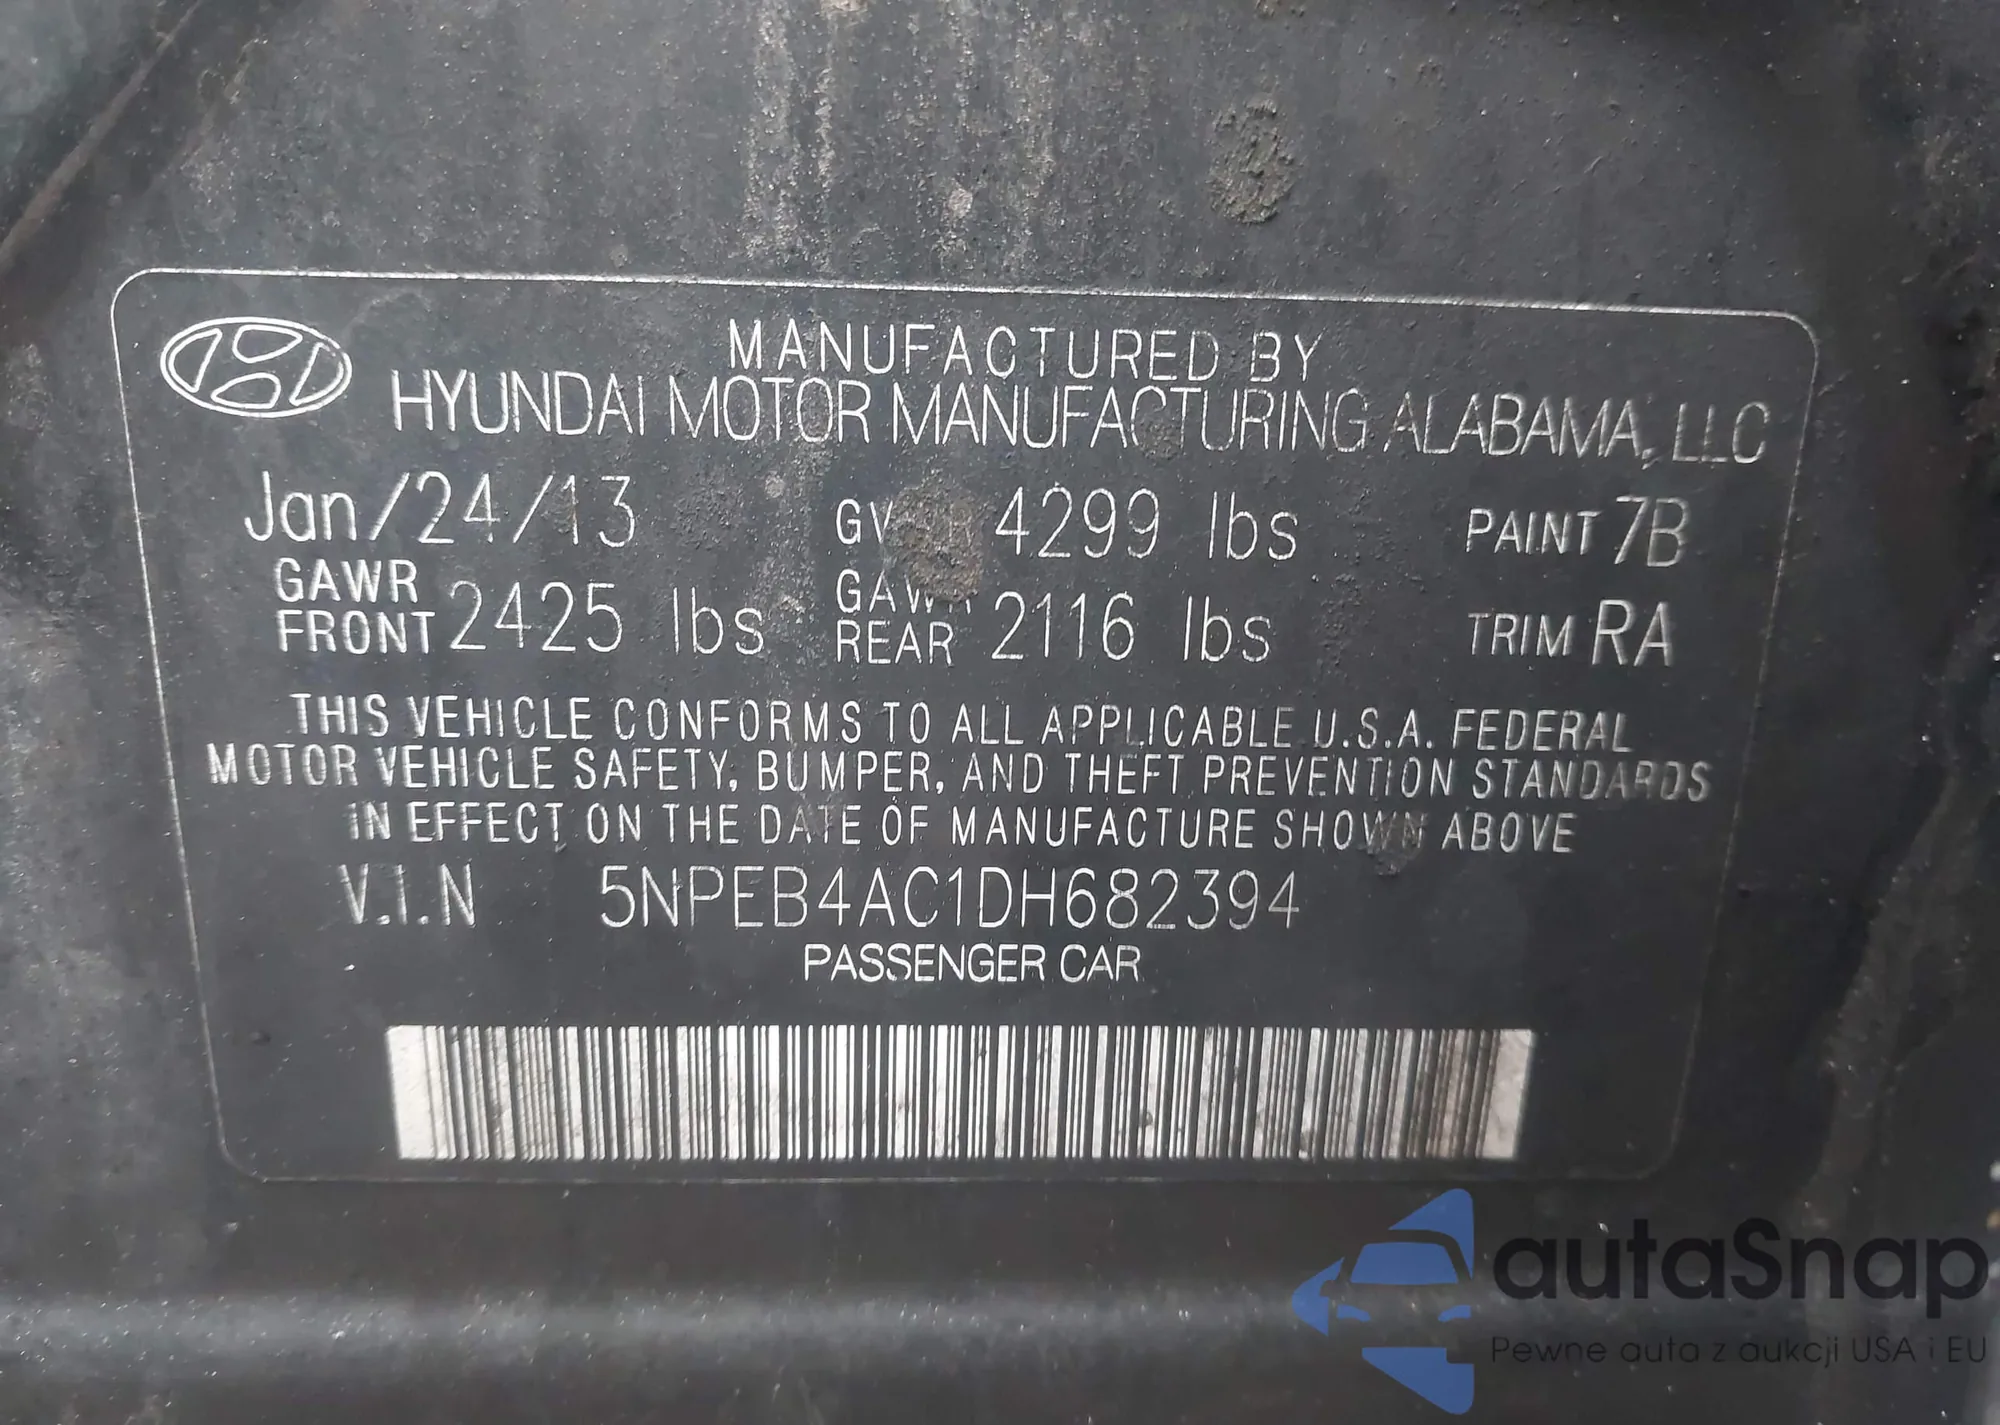 MANUFACTURED BY
HYUNDAI MOTOR MANUFACTURING ALABAMA, LLC
Jan/24/13 4299 lbs PAINT 7B
GAWR FRONT 2425 lbs REAR 2116 lbs TRIM RA
THIS VEHICLE CONFORMS TO ALL APPLICABLE U.S.A. FEDERAL
MOTOR VEHICLE SAFETY, BUMPER, AND THEFT PREVENTION STANDARDS
IN EFFECT ON THE DATE OF MANUFACTURE SHOWN ABOVE
V.I.N 5NPEB4AC1DH682394
PASSENGER CAR
autaSnap
Pewne auta z aukcji USA i EU